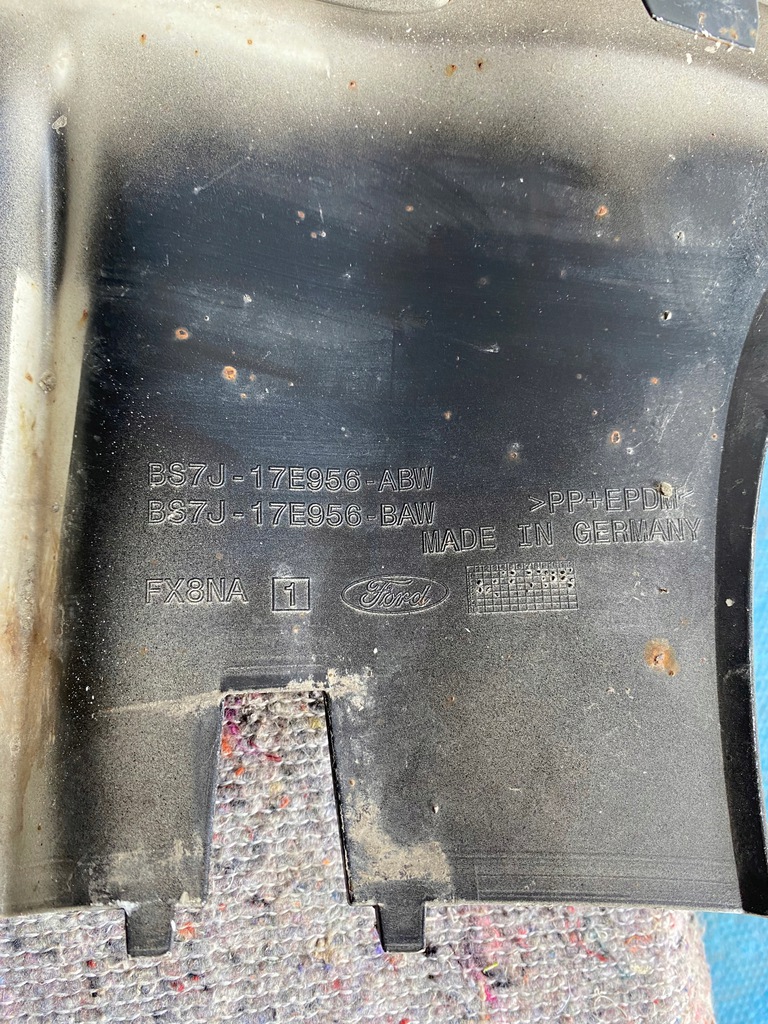 BS7J-17E956-ABW
BS7J-17E956-BAW
>PP+EPDM<
MADE IN GERMANY
FX8NA 1 Ford